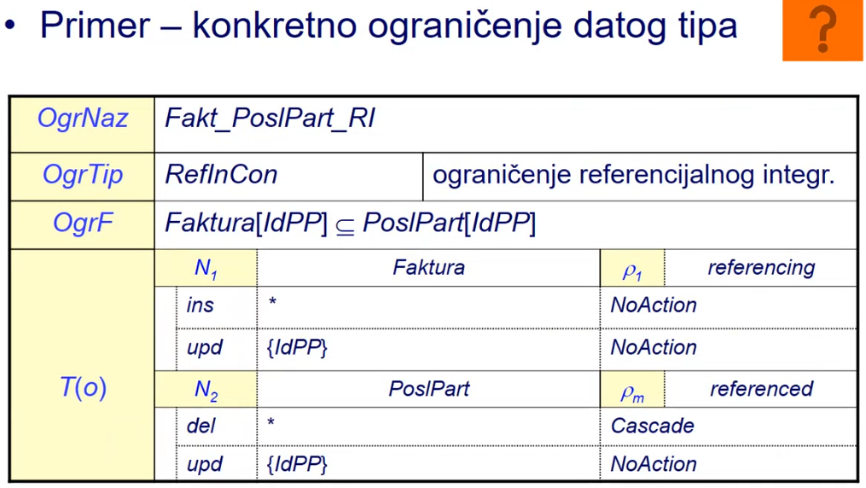 • Primer – konkretno ograničenje datog tipa ?
OgrNaz Fakt_PoslPart_RI
OgrTip RefInCon ograničenje referencijalnog integr.
OgrF Faktura[IdPP] ⊆ PoslPart[IdPP]
T(o)
N1 Faktura ρ1 referencing
ins * NoAction
upd {IdPP} NoAction
N2 PoslPart ρm referenced
del * Cascade
upd {IdPP} NoAction